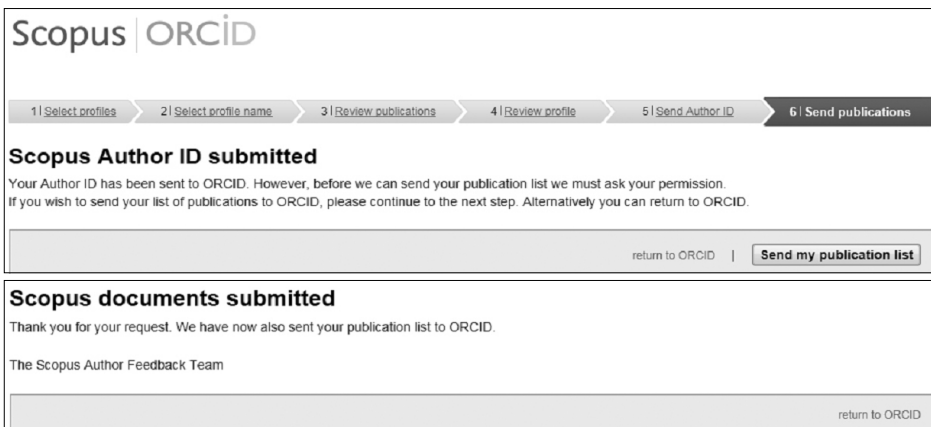 Scopus | ORCID
1 | Select profiles 2 | Select profile name 3 | Review publications 4 | Review profile 5 | Send Author ID 6 | Send publications
Scopus Author ID submitted
Your Author ID has been sent to ORCID. However, before we can send your publication list we must ask your permission.
If you wish to send your list of publications to ORCID, please continue to the next step. Alternatively you can return to ORCID.
return to ORCID | Send my publication list
Scopus documents submitted
Thank you for your request. We have now also sent your publication list to ORCID.
The Scopus Author Feedback Team
return to ORCID